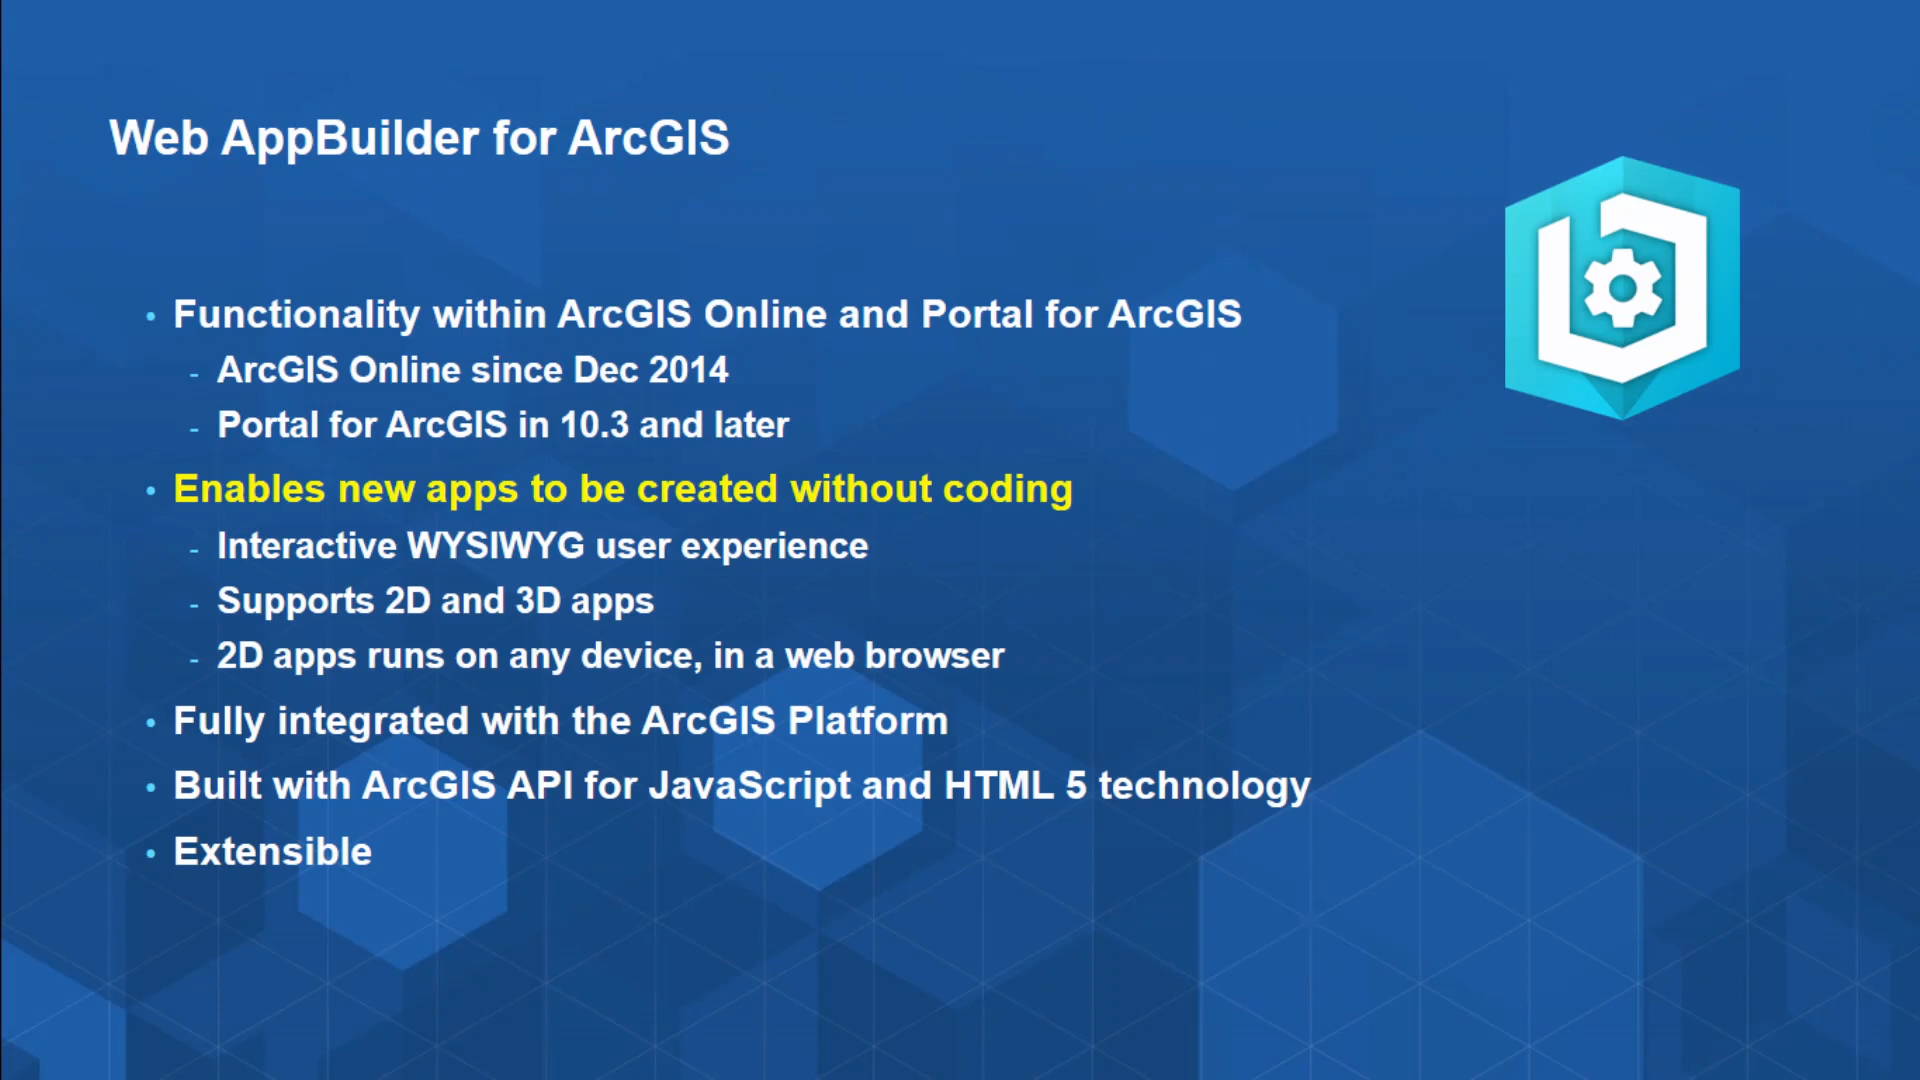 Web AppBuilder for ArcGIS
• Functionality within ArcGIS Online and Portal for ArcGIS
- ArcGIS Online since Dec 2014
- Portal for ArcGIS in 10.3 and later
• Enables new apps to be created without coding
- Interactive WYSIWYG user experience
- Supports 2D and 3D apps
- 2D apps runs on any device, in a web browser
• Fully integrated with the ArcGIS Platform
• Built with ArcGIS API for JavaScript and HTML 5 technology
• Extensible